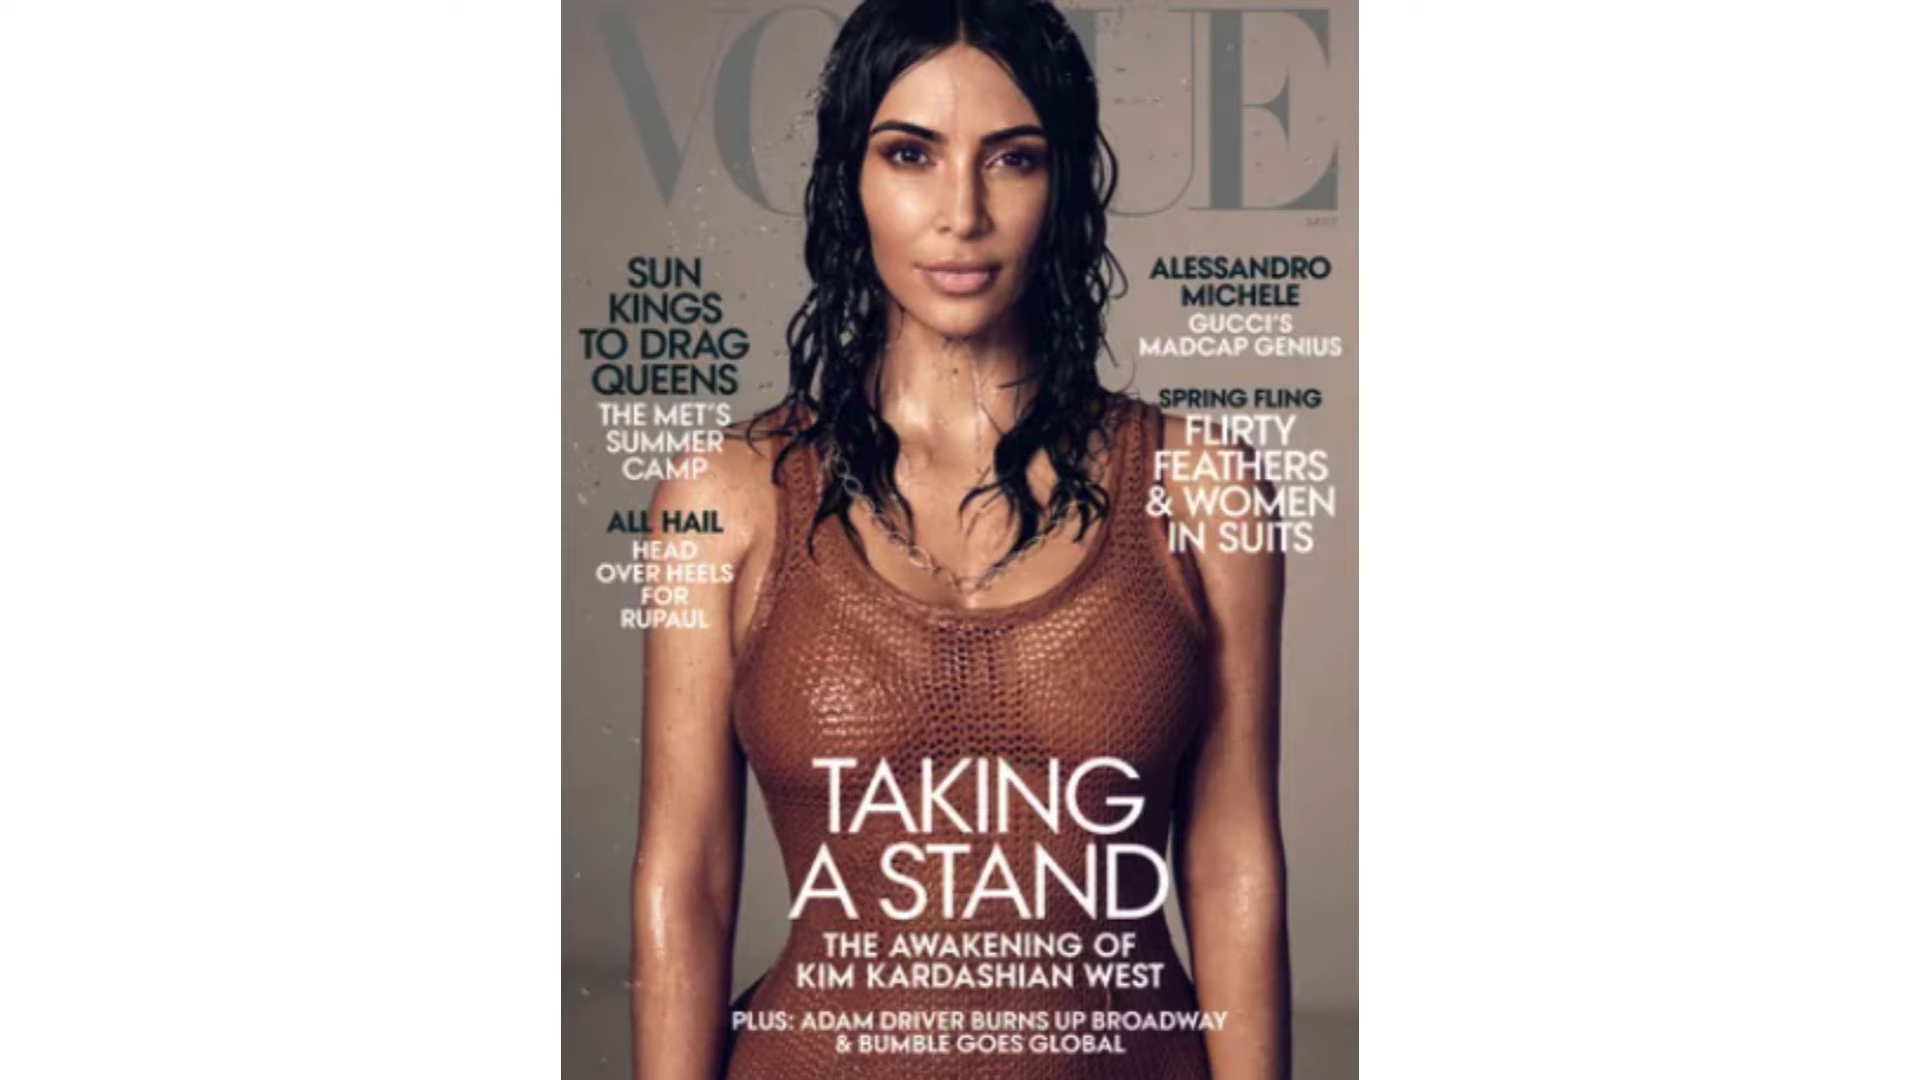 VOGUE
SUN
KINGS
TO DRAG
QUEENS
THE MET'S
SUMMER
CAMP
ALL HAIL
HEAD
OVER HEELS
FOR
RUPAUL
ALESSANDRO
MICHELE
GUCCI'S
MADCAP GENIUS
SPRING FLING
FLIRTY
FEATHERS
& WOMEN
IN SUITS
TAKING
A STAND
THE AWAKENING OF
KIM KARDASHIAN WEST
PLUS: ADAM DRIVER BURNS UP BROADWAY
& BUMBLE GOES GLOBAL